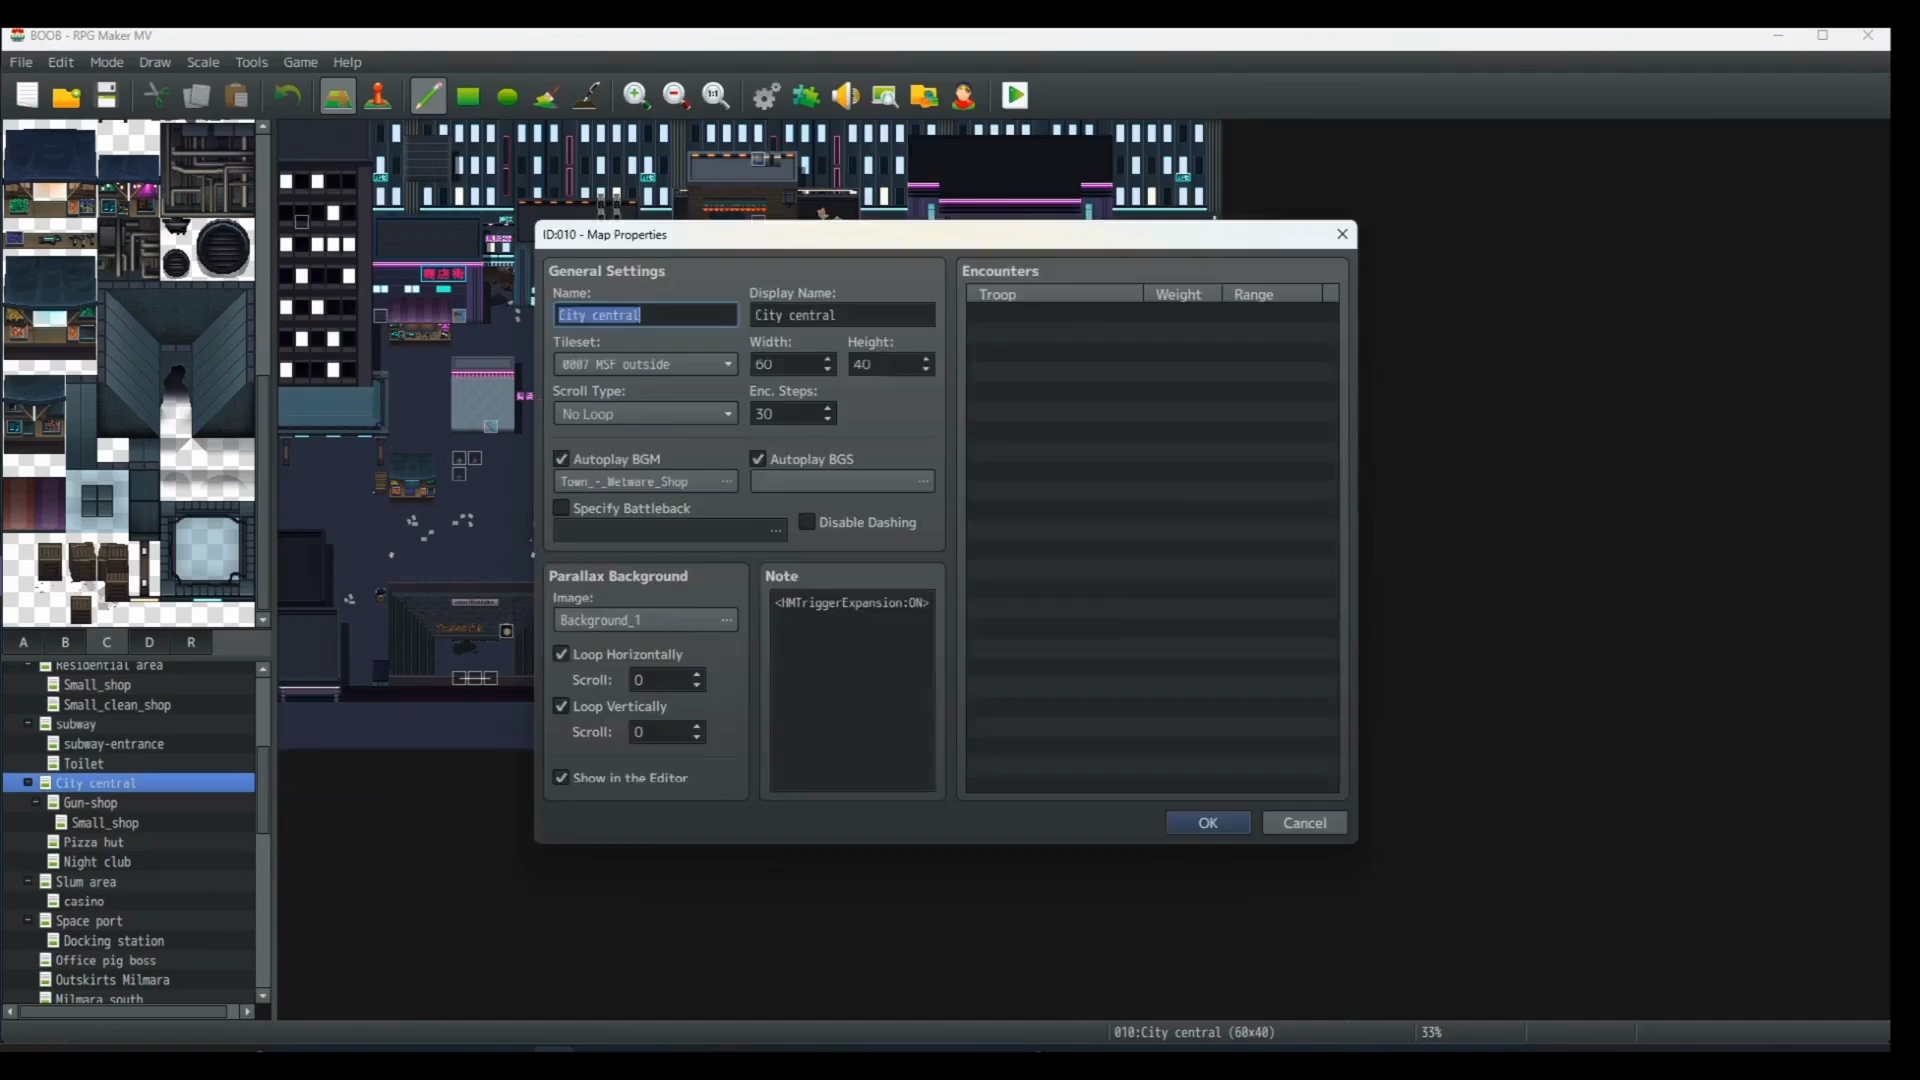 BOOB - RPG Maker MV
File Edit Mode Draw Scale Tools Game Help
1:1
商店街
ID:010 - Map Properties
General Settings
Name:
Display Name:
City central
City central
Tileset:
Width:
Height:
0007 MSF outside
60
40
Scroll Type:
Enc. Steps:
No Loop
30
Autoplay BGM
Autoplay BGS
Town_-_Wetware_Shop ...
...
Specify Battleback
...
Disable Dashing
Parallax Background
Image:
Background_1 ...
Loop Horizontally
Scroll: 0
Loop Vertically
Scroll: 0
Show in the Editor
Note
<HMTriggerExpansion:ON>
Encounters
Troop Weight Range
OK
Cancel
A B C D R
Residential area
Small_shop
Small_clean_shop
subway
subway-entrance
Toilet
City central
Gun-shop
Small_shop
Pizza hut
Night club
Slum area
casino
Space port
Docking station
Office pig boss
Outskirts Milmara
Milmara south
010:City central (60x40)
33%